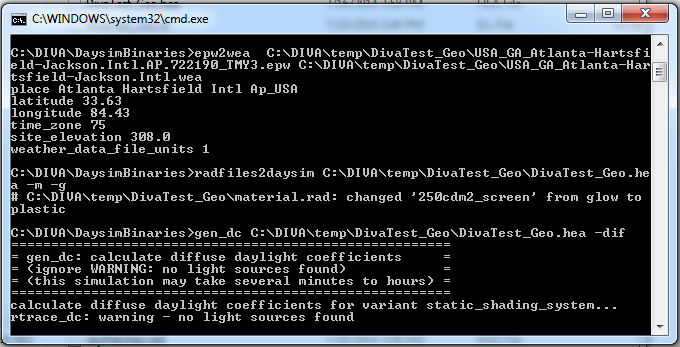 C:\WINDOWS\system32\cmd.exe
C:\DIVA\DaysimBinaries>epw2wea  C:\DIVA\temp\DivaTest_Geo\USA_GA_Atlanta-Hartsfi
eld-Jackson.Intl.AP.722190_TMY3.epw C:\DIVA\temp\DivaTest_Geo\USA_GA_Atlanta-Har
tsfield-Jackson.Intl.wea
place Atlanta Hartsfield Intl Ap_USA
latitude 33.63
longitude 84.43
time_zone 75
site_elevation 308.0
weather_data_file_units 1
C:\DIVA\DaysimBinaries>radfiles2daysim C:\DIVA\temp\DivaTest_Geo\DivaTest_Geo.he
a -m -g
# C:\DIVA\temp\DivaTest_Geo\material.rad: changed '250cdm2_screen' from glow to
plastic
C:\DIVA\DaysimBinaries>gen_dc C:\DIVA\temp\DivaTest_Geo\DivaTest_Geo.hea -dif
======================================================
= gen_dc: calculate diffuse daylight coefficients     =
= (ignore WARNING: no light sources found)            =
= (this simulation may take several minutes to hours) =
======================================================
calculate diffuse daylight coefficients for variant static_shading_system...
rtrace_dc: warning - no light sources found